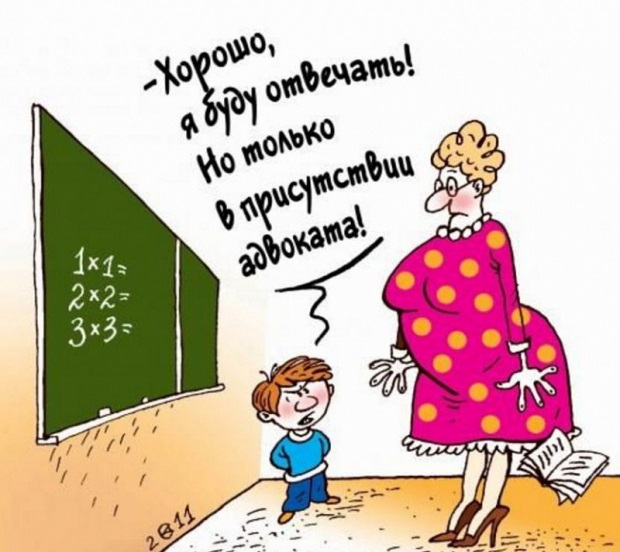 -Хорошо,
я буду отвечать!
Но только
в присутствии
адвоката!
1×1=
2×2=
3×3=
2011